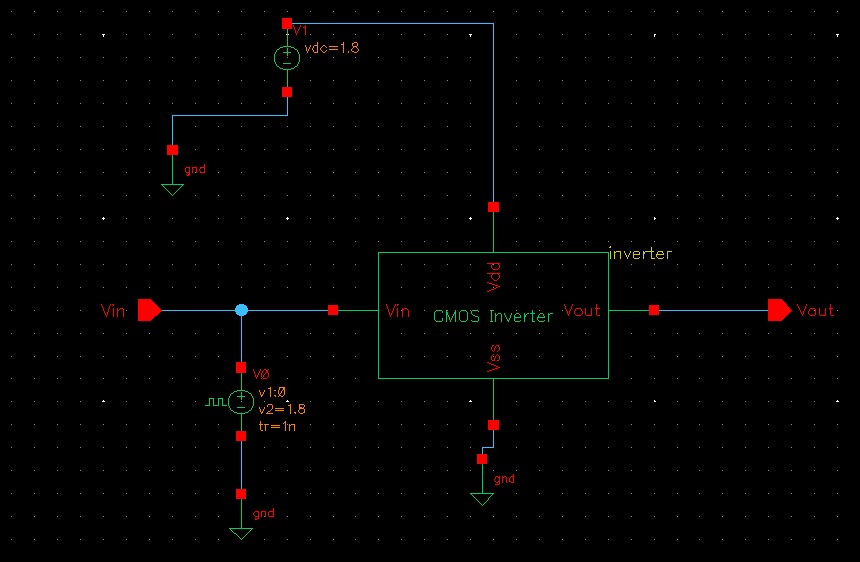 V1
vdc=1.8
gnd
inverter
Vdd
Vin
Vin
CMOS Inverter
Vout
Vout
Vss
V0
v1:0
v2=1.8
tr=1n
gnd
gnd